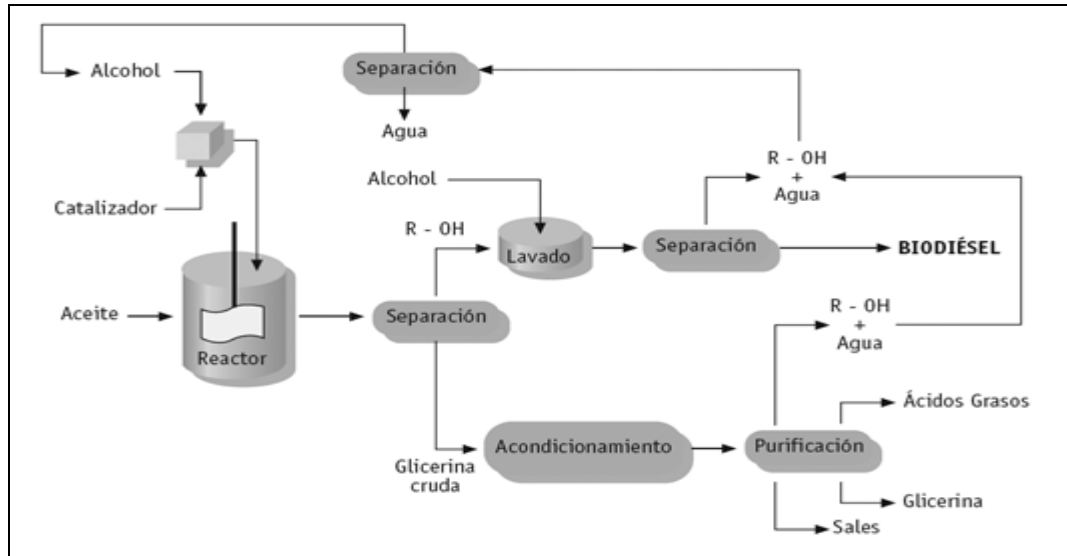 Separación
Alcohol
Agua
R - OH
+
Agua
Alcohol
Catalizador
R - OH
Lavado
Separación
BIODIÉSEL
Aceite
Reactor
Separación
R - OH
+
Agua
Ácidos Grasos
Acondicionamiento
Purificación
Glicerina
cruda
Glicerina
Sales